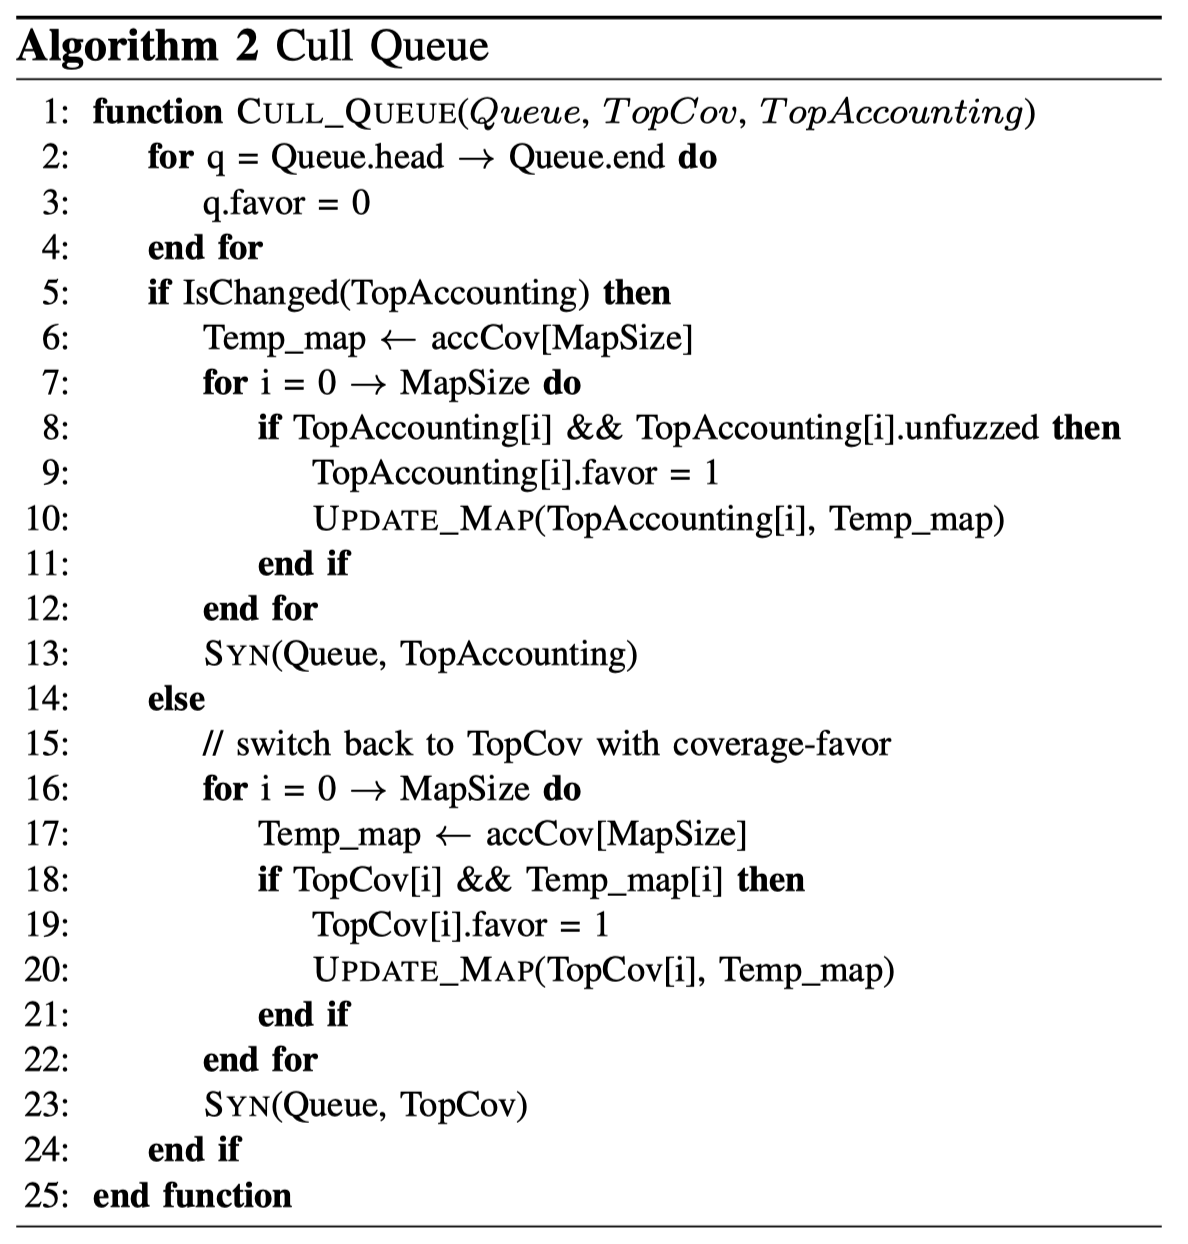 Algorithm 2 Cull Queue
1: function CULL_QUEUE(Queue, TopCov, TopAccounting)
2: for q = Queue.head → Queue.end do
3: q.favor = 0
4: end for
5: if IsChanged(TopAccounting) then
6: Temp_map ← accCov[MapSize]
7: for i = 0 → MapSize do
8: if TopAccounting[i] && TopAccounting[i].unfuzzed then
9: TopAccounting[i].favor = 1
10: UPDATE_MAP(TopAccounting[i], Temp_map)
11: end if
12: end for
13: SYN(Queue, TopAccounting)
14: else
15: // switch back to TopCov with coverage-favor
16: for i = 0 → MapSize do
17: Temp_map ← accCov[MapSize]
18: if TopCov[i] && Temp_map[i] then
19: TopCov[i].favor = 1
20: UPDATE_MAP(TopCov[i], Temp_map)
21: end if
22: end for
23: SYN(Queue, TopCov)
24: end if
25: end function